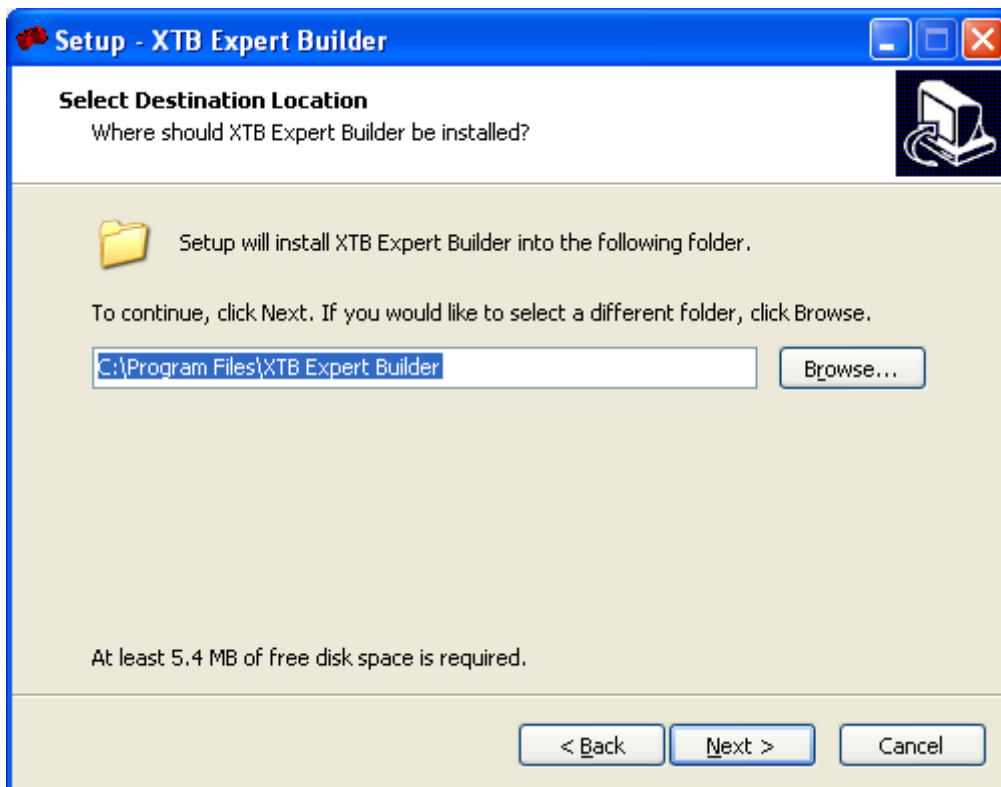 Setup - XTB Expert Builder
Select Destination Location
Where should XTB Expert Builder be installed?
Setup will install XTB Expert Builder into the following folder.
To continue, click Next. If you would like to select a different folder, click Browse.
C:\Program Files\XTB Expert Builder
Browse...
At least 5.4 MB of free disk space is required.
< Back
Next >
Cancel